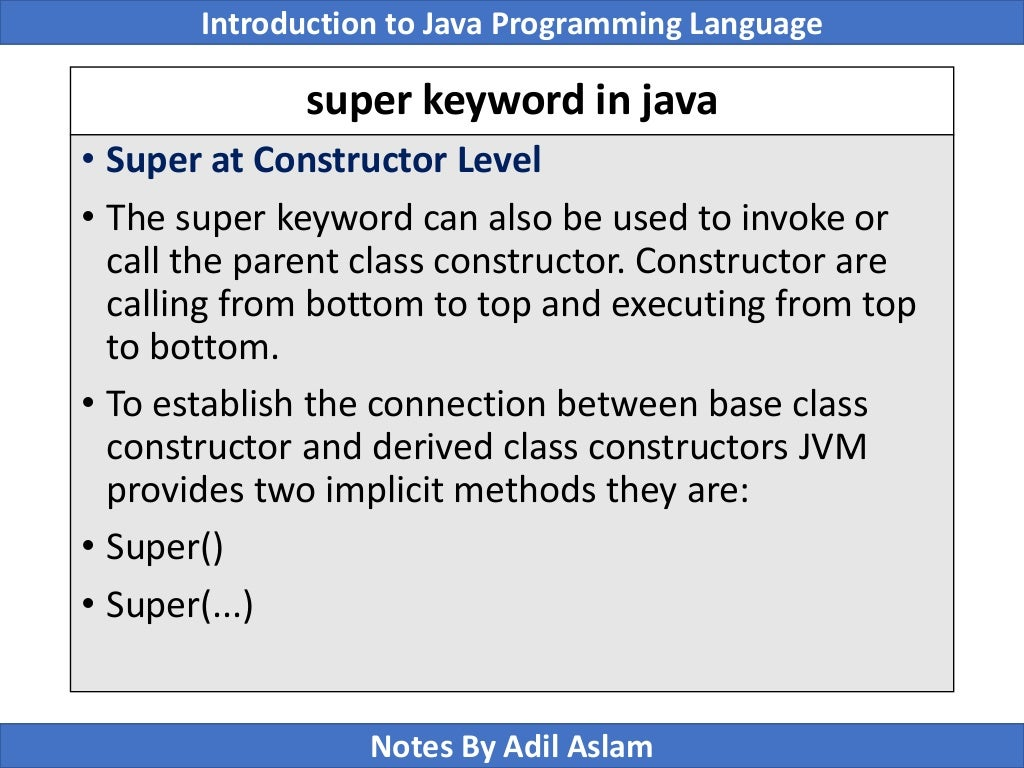 Introduction to Java Programming Language
super keyword in java
• Super at Constructor Level
• The super keyword can also be used to invoke or
call the parent class constructor. Constructor are
calling from bottom to top and executing from top
to bottom.
• To establish the connection between base class
constructor and derived class constructors JVM
provides two implicit methods they are:
• Super()
• Super(...)
Notes By Adil Aslam